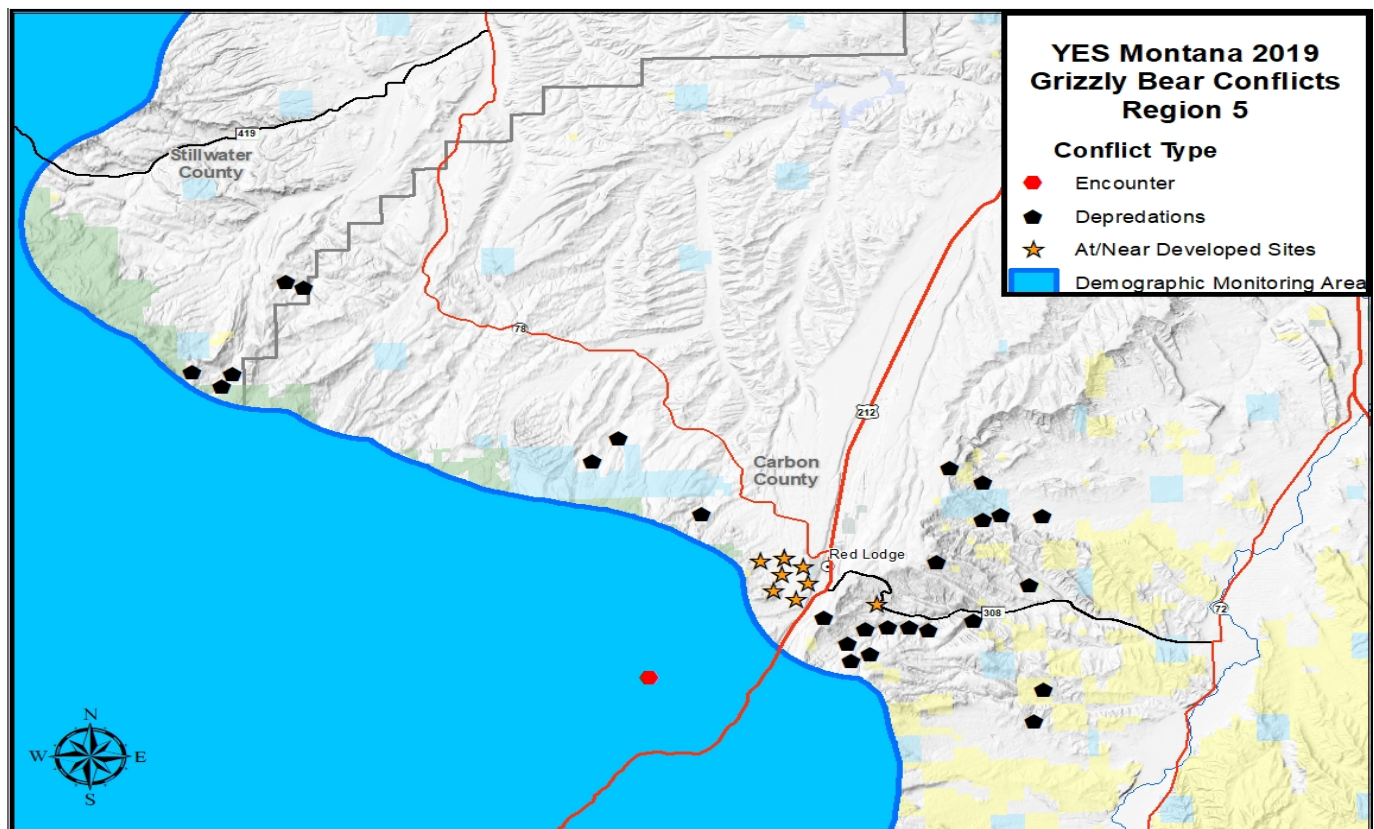 YES Montana 2019
Grizzly Bear Conflicts
Region 5
Conflict Type
Encounter
Depredations
At/Near Developed Sites
Demographic Monitoring Area
419
Stillwater
County
78
212
Carbon
County
Red Lodge
308
72
N
W E
S